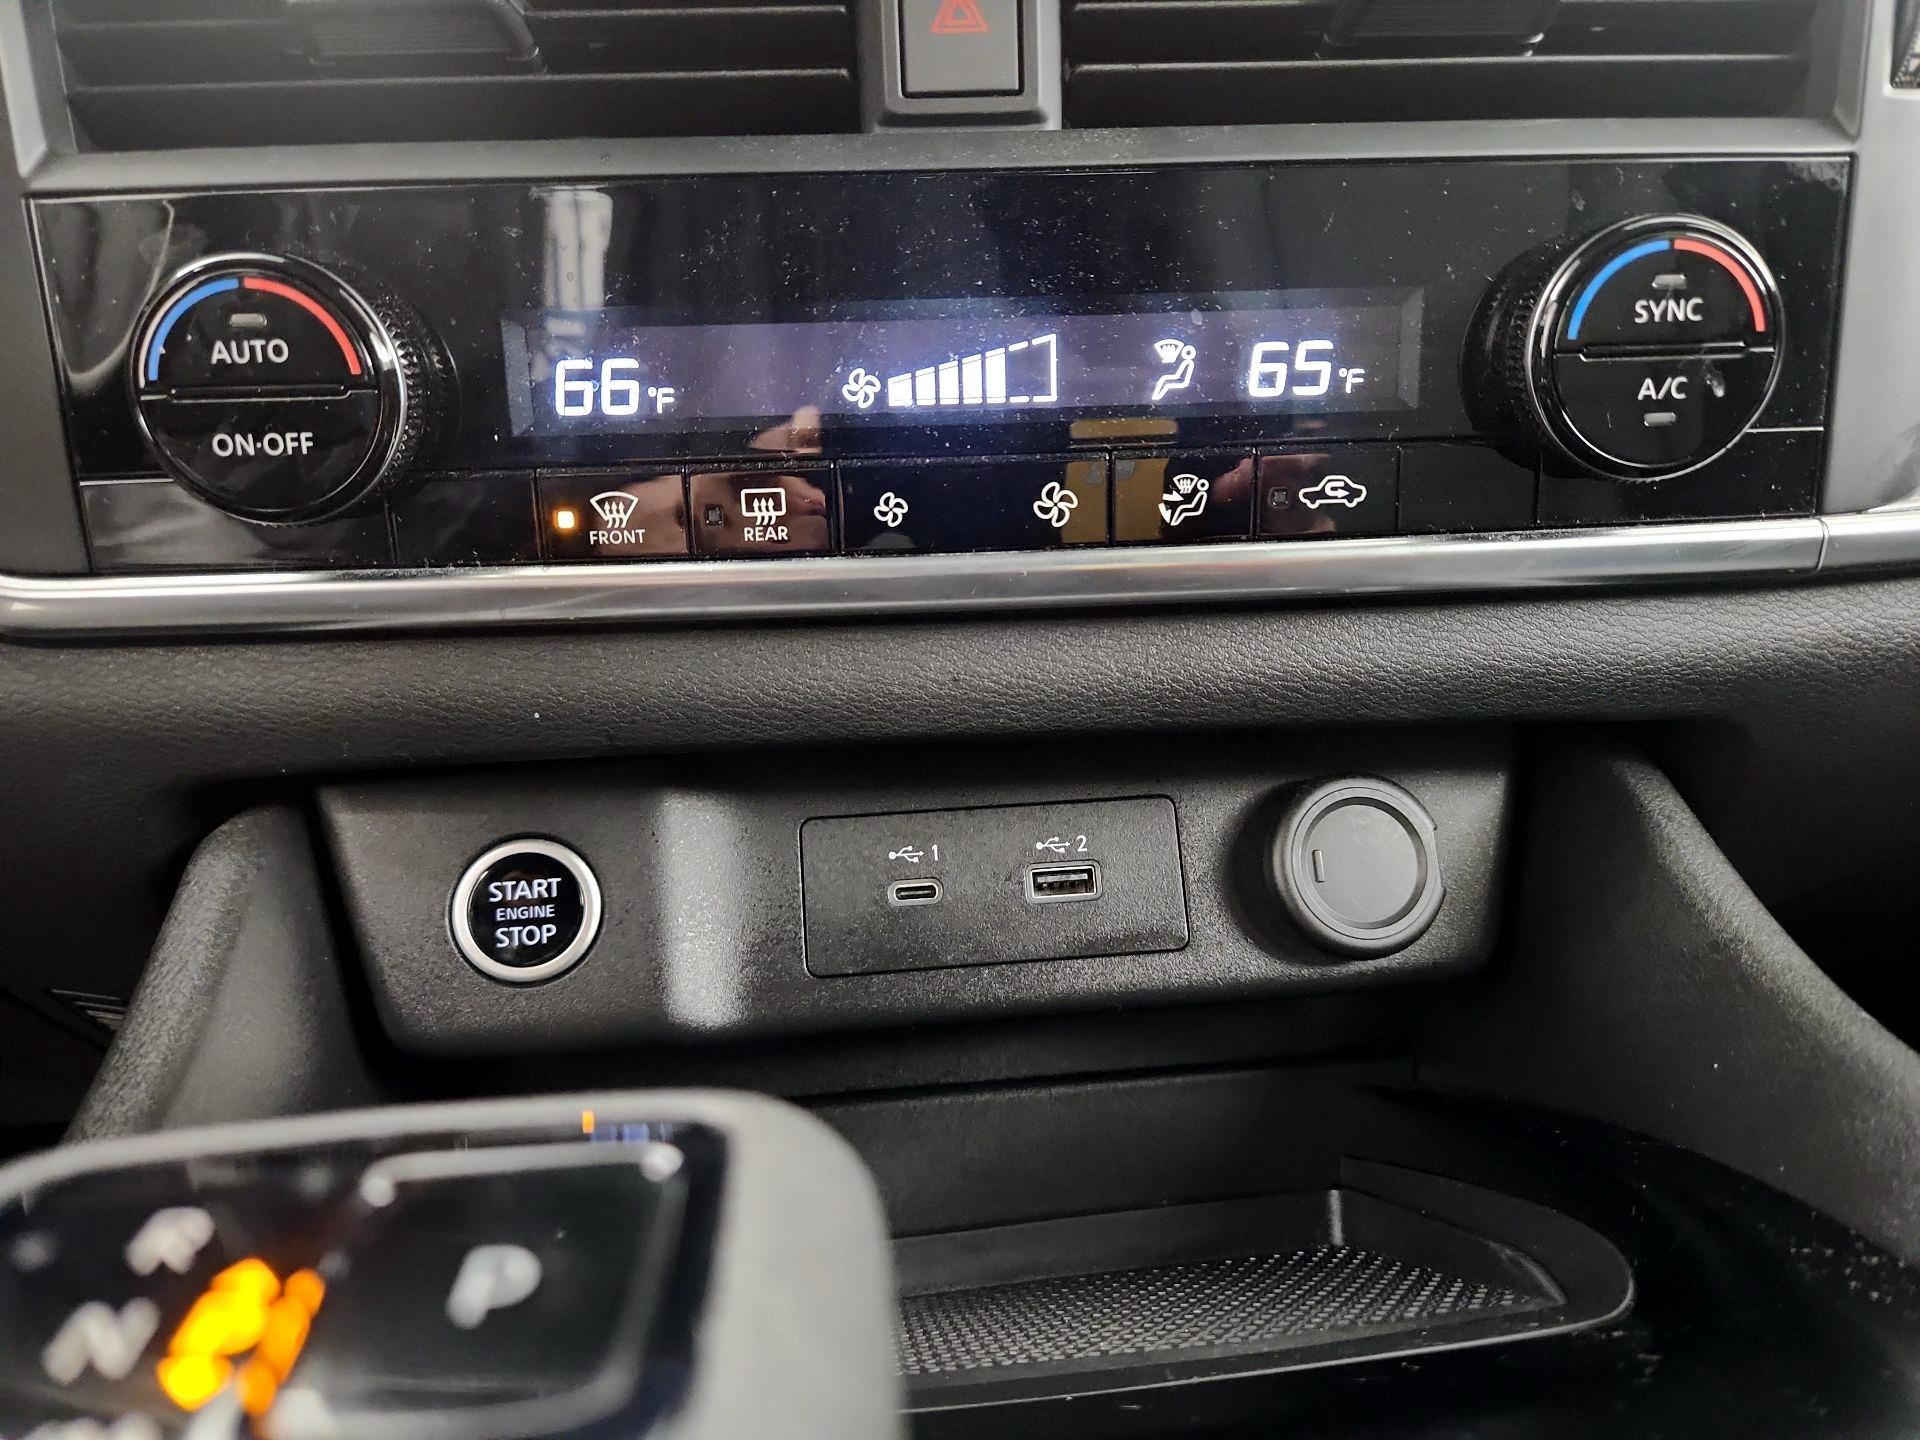 SYNC
AUTO
66°F
65°F
A/C
ON·OFF
FRONT
REAR
1
2
START
ENGINE
STOP
P
R
N